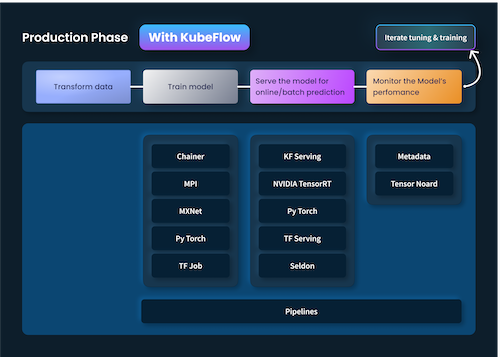 Production Phase
With KubeFlow
Iterate tuning & training
Transform data
Train model
Serve the model for
online/batch prediction
Monitor the Model's
perfomance
Chainer
MPI
MXNet
Py Torch
TF Job
KF Serving
NVIDIA TensorRT
Py Torch
TF Serving
Seldon
Metadata
Tensor Noard
Pipelines